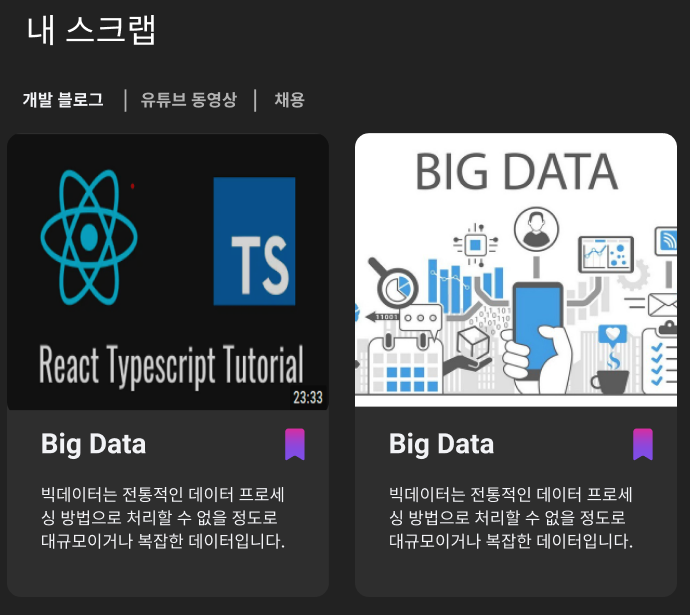 내 스크랩
개발 블로그 | 유튜브 동영상 | 채용
TS
React Typescript Tutorial
23:33
BIG DATA
11001
Big Data
빅데이터는 전통적인 데이터 프로세
싱 방법으로 처리할 수 없을 정도로
대규모이거나 복잡한 데이터입니다.
Big Data
빅데이터는 전통적인 데이터 프로세
싱 방법으로 처리할 수 없을 정도로
대규모이거나 복잡한 데이터입니다.